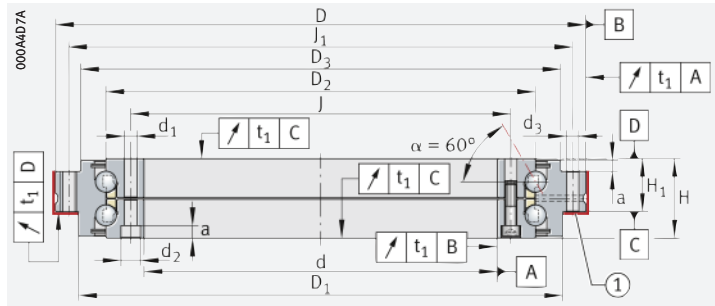 000A4D7A
D
B
J1
D3
t1 A
D2
J
t1 C
d1
d3
D
α = 60°
t1 D
t1 C
a
H1
H
a
t1 B
C
d2
d
A
1
D1